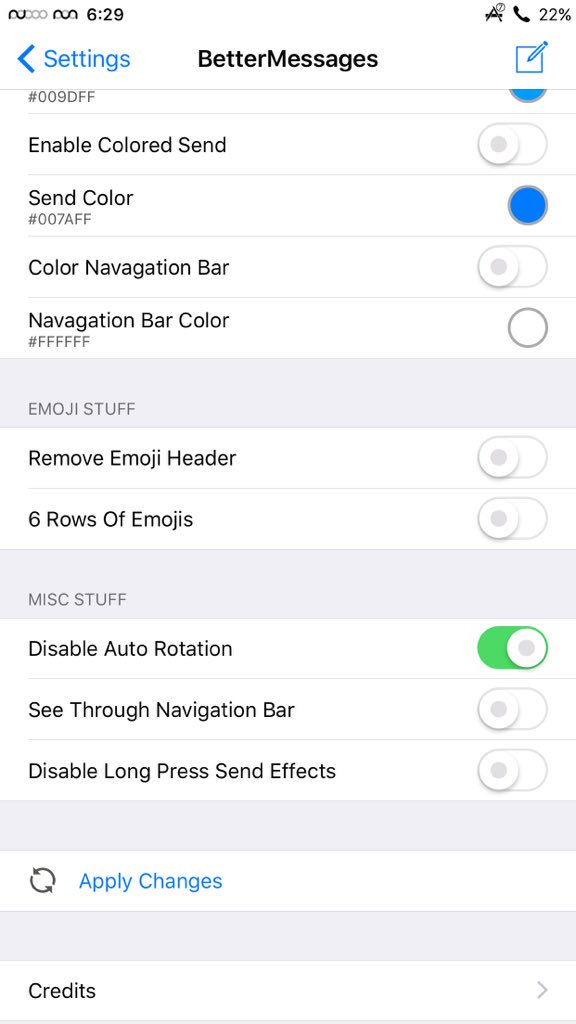 6:29
22%
Settings
BetterMessages
#009DFF
Enable Colored Send
Send Color
#007AFF
Color Navagation Bar
Navagation Bar Color
#FFFFFF
EMOJI STUFF
Remove Emoji Header
6 Rows Of Emojis
MISC STUFF
Disable Auto Rotation
See Through Navigation Bar
Disable Long Press Send Effects
Apply Changes
Credits